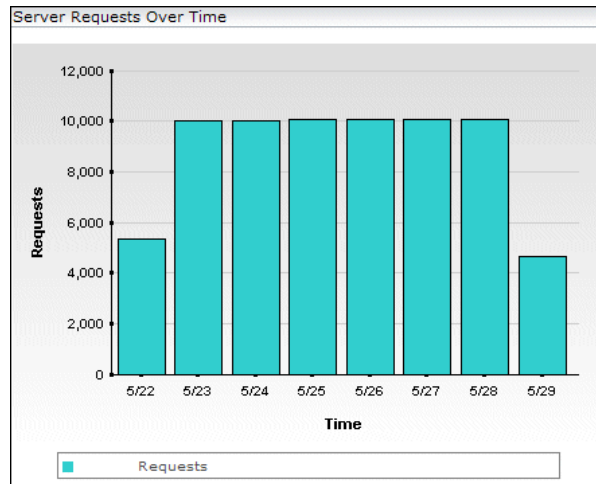 Server Requests Over Time
12,000
10,000
8,000
6,000
4,000
2,000
0
Requests
5/22 5/23 5/24 5/25 5/26 5/27 5/28 5/29
Time
Requests